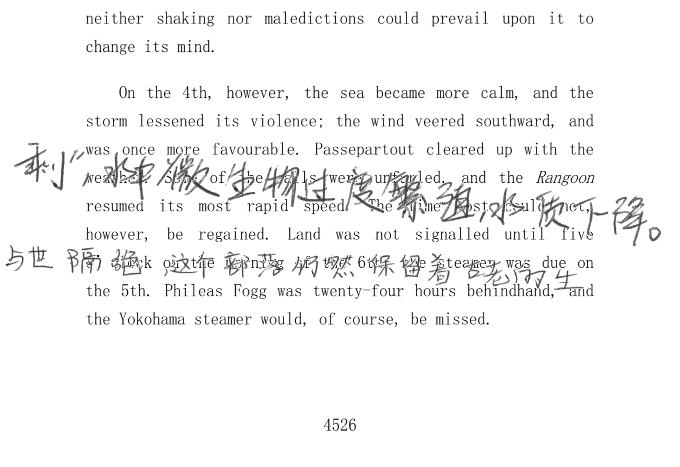 neither shaking nor maledictions could prevail upon it to
change its mind.
On the 4th, however, the sea became more calm, and the
storm lessened its violence; the wind veered southward, and
was once more favourable. Passepartout cleared up with the
剩”水中微生物过度繁殖，水质下降。
weather. Some of the sails were unfurled, and the Rangoon
resumed its most rapid speed. The time lost could not,
however, be regained. Land was not signalled until five
与世隔绝，这个部落仍然保留着古老而生
o'clock on the morning of the 6th; the steamer was due on
the 5th. Phileas Fogg was twenty-four hours behindhand, and
the Yokohama steamer would, of course, be missed.
4526